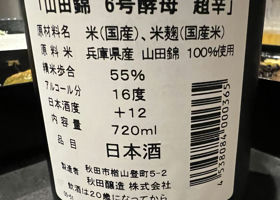 「山田錦 6号酵母 超辛」
原材料名 米(国産)、米麹(国産米)
原料米 兵庫県産 山田錦 100%使用
精米歩合 55%
アルコール分 16度
日本酒度 +12
内容量 720ml
品目 日本酒
製造者 秋田市楢山登町5-2
秋田醸造 株式会社
飲酒は20歳になってから
4538084000365